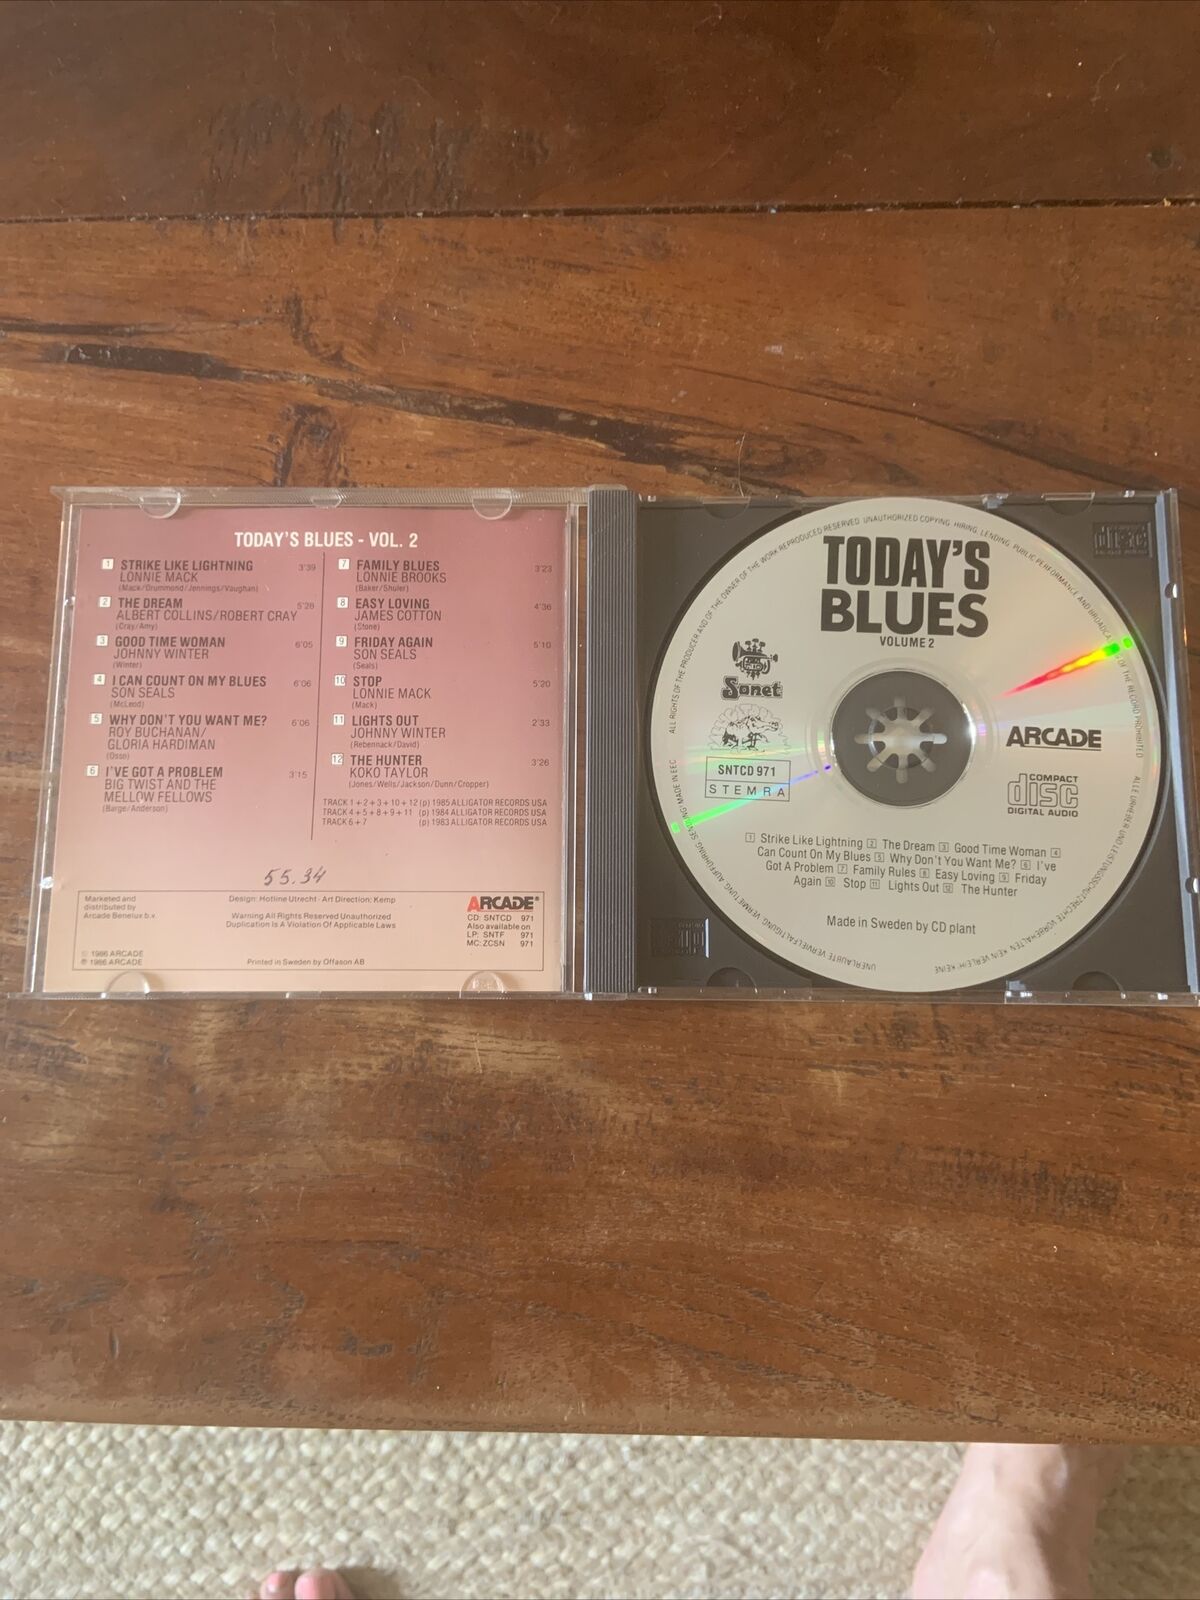 TODAY'S BLUES - VOL. 2
1 STRIKE LIKE LIGHTNING 3'39
LONNIE MACK
(Mack/Drummond/Jennings/Vaughan)
2 THE DREAM 5'28
ALBERT COLLINS/ROBERT CRAY
(Cray/Amy)
3 GOOD TIME WOMAN 6'05
JOHNNY WINTER
(Winter)
4 I CAN COUNT ON MY BLUES 6'06
SON SEALS
(McLeod)
5 WHY DON'T YOU WANT ME? 6'06
ROY BUCHANAN/
GLORIA HARDIMAN
(Osso)
6 I'VE GOT A PROBLEM 3'15
BIG TWIST AND THE
MELLOW FELLOWS
(Barge/Anderson)
7 FAMILY BLUES 3'23
LONNIE BROOKS
(Baker/Shuler)
8 EASY LOVING 4'36
JAMES COTTON
(Stone)
9 FRIDAY AGAIN 5'10
SON SEALS
(Seals)
10 STOP 5'20
LONNIE MACK
(Mack)
11 LIGHTS OUT 2'33
JOHNNY WINTER
(Rebennack/David)
12 THE HUNTER 3'26
KOKO TAYLOR
(Jones/Wells/Jackson/Dunn/Cropper)
TRACK 1 + 2 + 3 + 10 + 12 (p) 1985 ALLIGATOR RECORDS USA
TRACK 4 + 5 + 8 + 9 + 11 (p) 1984 ALLIGATOR RECORDS USA
TRACK 6 + 7 (p) 1983 ALLIGATOR RECORDS USA
55.34
Marketed and
distributed by
Arcade Benelux b.v.
© 1986 ARCADE
℗ 1986 ARCADE
Design: Hotline Utrecht - Art Direction: Kemp
Warning All Rights Reserved Unauthorized
Duplication Is A Violation Of Applicable Laws
Printed in Sweden by Offason AB
ARCADE®
CD: SNTCD 971
Also available on
LP: SNTF 971
MC: ZCSN 971
TODAY'S
BLUES
VOLUME 2
Sonet
ARCADE
SNTCD 971
STEMRA
COMPACT
disc
DIGITAL AUDIO
1 Strike Like Lightning 2 The Dream 3 Good Time Woman 4
Can Count On My Blues 5 Why Don't You Want Me? 6 I've
Got A Problem 7 Family Rules 8 Easy Loving 9 Friday
Again 10 Stop 11 Lights Out 12 The Hunter
Made in Sweden by CD plant
ALL RIGHTS OF THE PRODUCER AND OF THE OWNER OF THE WORK REPRODUCED RESERVED. UNAUTHORIZED COPYING, HIRING, LENDING, PUBLIC PERFORMANCE AND BROADCASTING OF THE RECORD PROHIBITED
ALLE URHEBER UND LEISTUNGSSCHUTZRECHTE VORBEHALTEN. KEIN VERLEIH! KEINE UNERLAUBTE VERVIELFÄLTIGUNG, VERMIETUNG, AUFFÜHRUNG, SENDUNG
MADE IN EEC